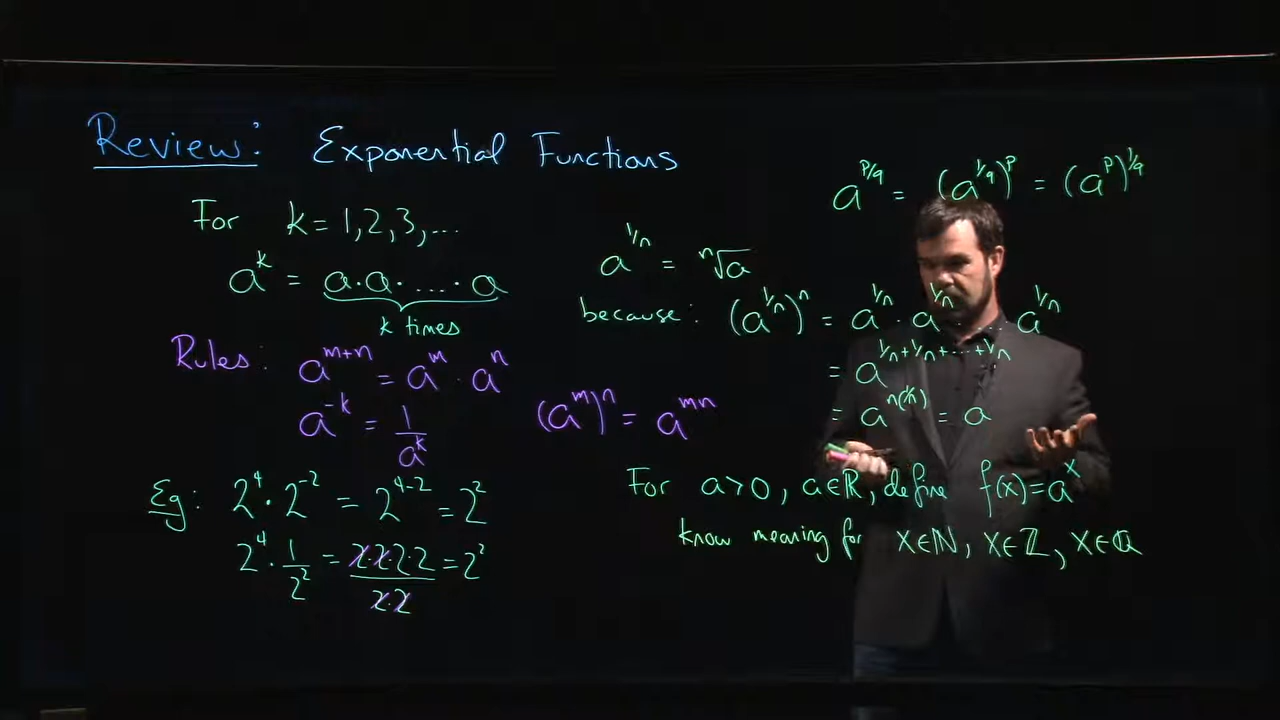 Review: Exponential Functions
For k = 1,2,3,...
a^k = a·a·....·a
k times
Rules: a^{m+n} = a^m · a^n
a^{-k} = 1/a^k
(a^m)^n = a^{mn}
Eg: 2^4 · 2^{-2} = 2^{4-2} = 2^2
2^4 · 1/2^2 = 2·2·2·2/2·2 = 2^2
a^{p/q} = (a^{1/q})^p = (a^p)^{1/q}
a^{1/n} = ⁿ√a
because: (a^{1/n})^n = a^{1/n} · a^{1/n} · ... · a^{1/n}
= a^{1/n+1/n+...+1/n}
= a^{n(1/n)} = a
For a>0, a∈ℝ, define f(x)=a^x
know meaning for x∈ℕ, x∈ℤ, x∈ℚ